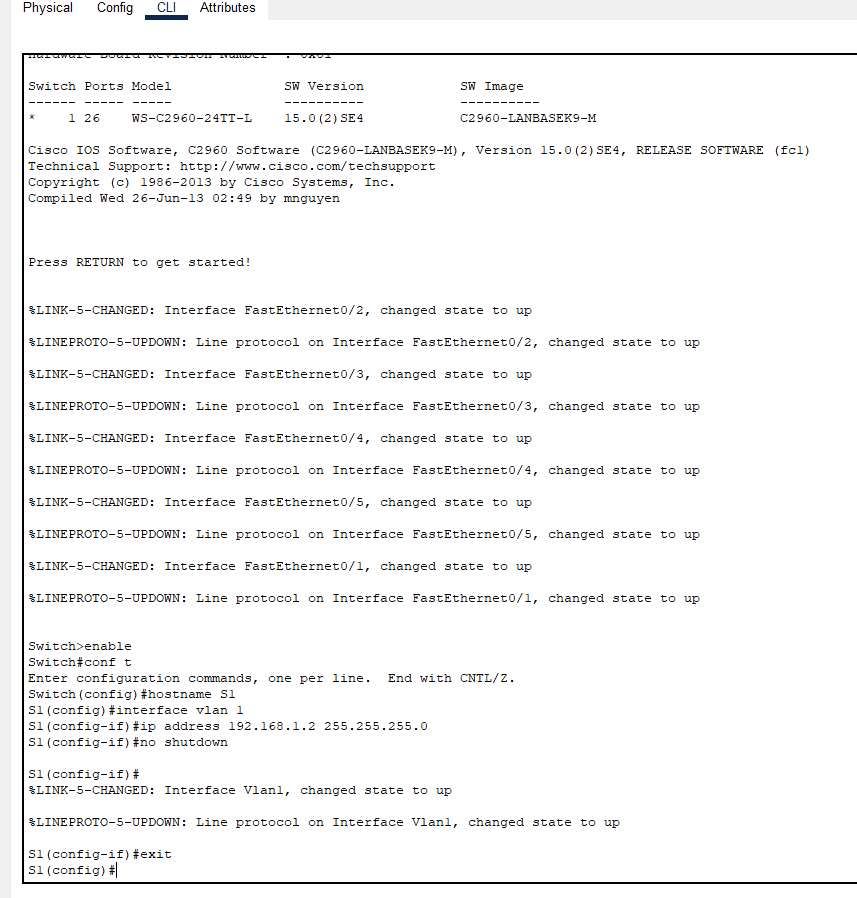 Physical Config CLI Attributes
Hardware Board Revision Number : 0x01
Switch Ports Model SW Version SW Image
------ ----- ----- ---------- ----------
* 1 26 WS-C2960-24TT-L 15.0(2)SE4 C2960-LANBASEK9-M
Cisco IOS Software, C2960 Software (C2960-LANBASEK9-M), Version 15.0(2)SE4, RELEASE SOFTWARE (fc1)
Technical Support: http://www.cisco.com/techsupport
Copyright (c) 1986-2013 by Cisco Systems, Inc.
Compiled Wed 26-Jun-13 02:49 by mnguyen
Press RETURN to get started!
%LINK-5-CHANGED: Interface FastEthernet0/2, changed state to up
%LINEPROTO-5-UPDOWN: Line protocol on Interface FastEthernet0/2, changed state to up
%LINK-5-CHANGED: Interface FastEthernet0/3, changed state to up
%LINEPROTO-5-UPDOWN: Line protocol on Interface FastEthernet0/3, changed state to up
%LINK-5-CHANGED: Interface FastEthernet0/4, changed state to up
%LINEPROTO-5-UPDOWN: Line protocol on Interface FastEthernet0/4, changed state to up
%LINK-5-CHANGED: Interface FastEthernet0/5, changed state to up
%LINEPROTO-5-UPDOWN: Line protocol on Interface FastEthernet0/5, changed state to up
%LINK-5-CHANGED: Interface FastEthernet0/1, changed state to up
%LINEPROTO-5-UPDOWN: Line protocol on Interface FastEthernet0/1, changed state to up
Switch>enable
Switch#conf t
Enter configuration commands, one per line. End with CNTL/Z.
Switch(config)#hostname S1
S1(config)#interface vlan 1
S1(config-if)#ip address 192.168.1.2 255.255.255.0
S1(config-if)#no shutdown
S1(config-if)#
%LINK-5-CHANGED: Interface Vlan1, changed state to up
%LINEPROTO-5-UPDOWN: Line protocol on Interface Vlan1, changed state to up
S1(config-if)#exit
S1(config)#